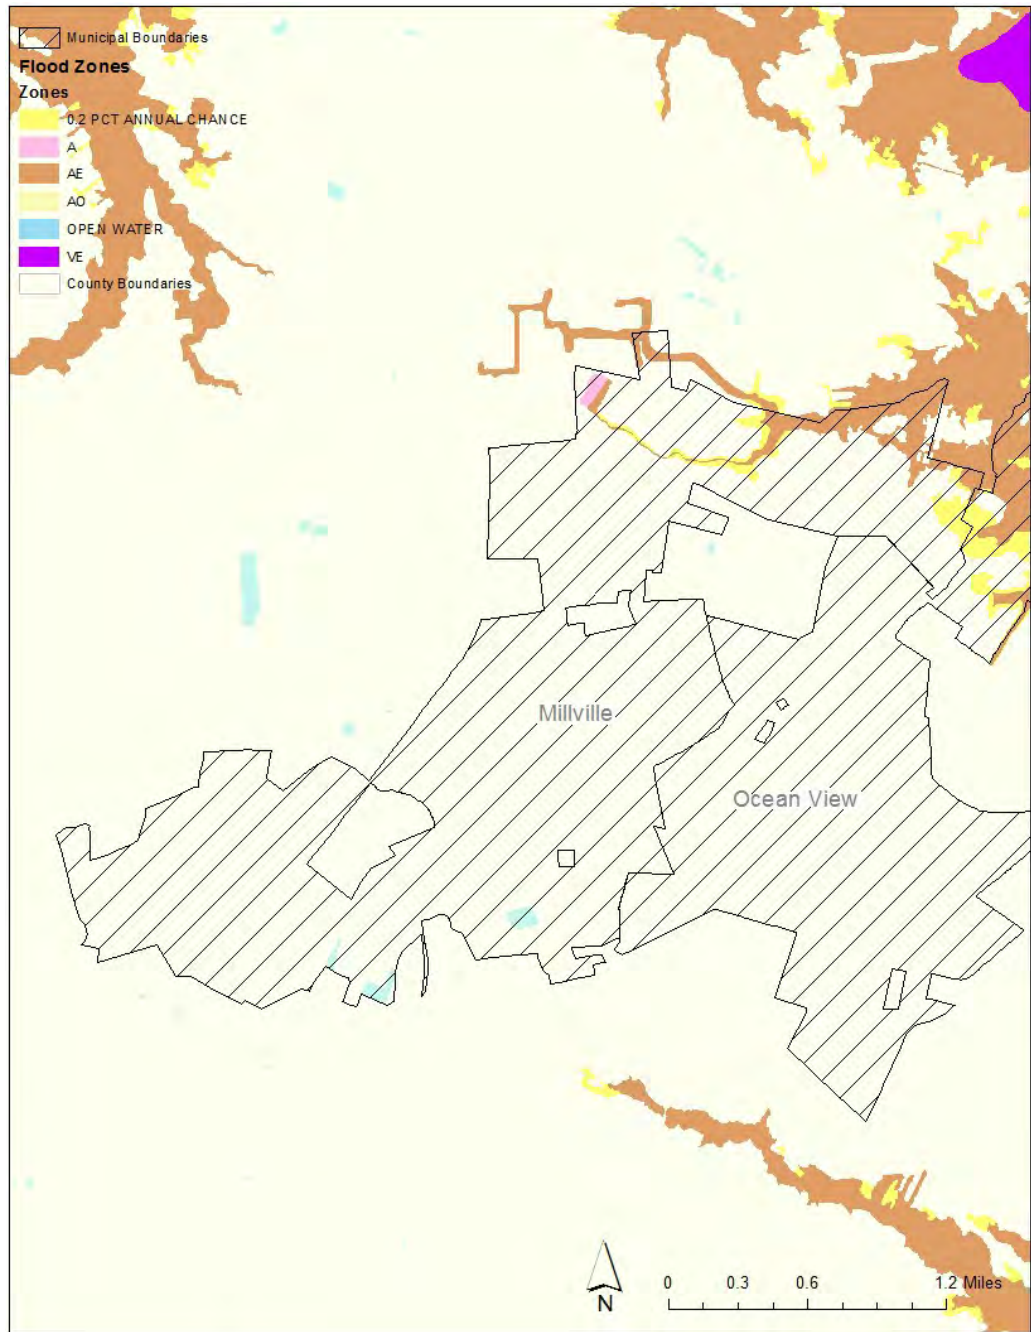 Municipal Boundaries
Flood Zones
Zones
0.2 PCT ANNUAL CHANCE
A
AE
AO
OPEN WATER
VE
County Boundaries
Millville
Ocean View
N
0 0.3 0.6 1.2 Miles